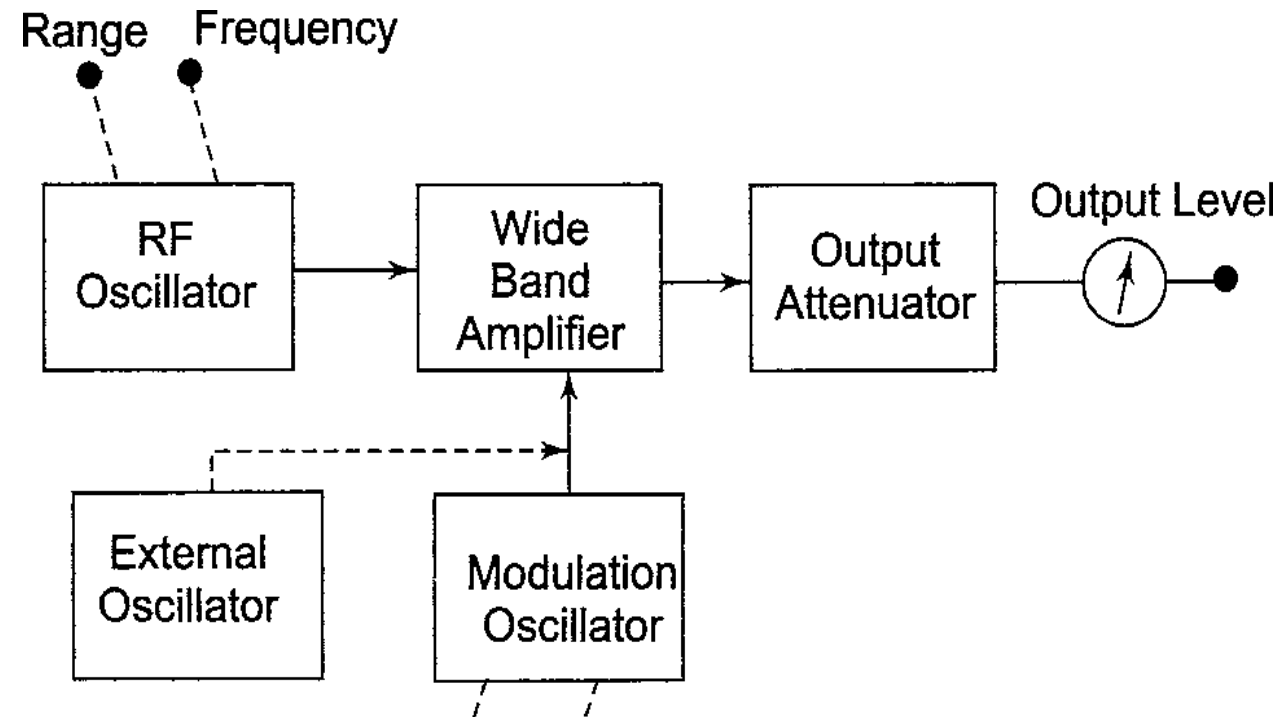 Range Frequency
RF
Oscillator
Wide
Band
Amplifier
Output
Attenuator
Output Level
External
Oscillator
Modulation
Oscillator